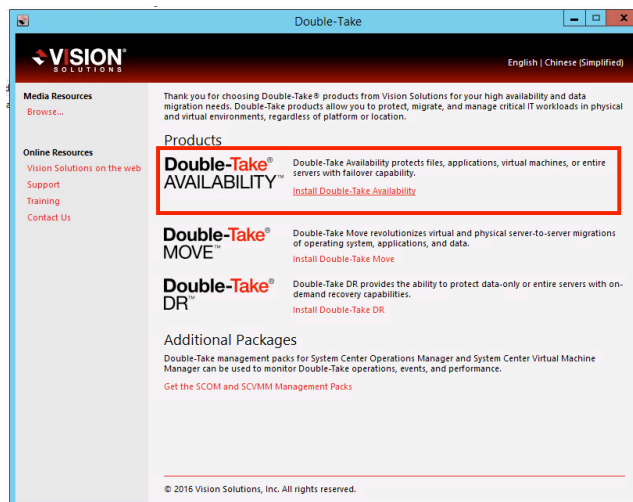 Double-Take
VISION®
SOLUTIONS
English | Chinese (Simplified)
Media Resources
Browse...
Online Resources
Vision Solutions on the web
Support
Training
Contact Us
Thank you for choosing Double-Take® products from Vision Solutions for your high availability and data
migration needs. Double-Take products allow you to protect, migrate, and manage critical IT workloads in physical
and virtual environments, regardless of platform or location.
Products
Double-Take®
AVAILABILITY™
Double-Take Availability protects files, applications, virtual machines, or entire
servers with failover capability.
Install Double-Take Availability
Double-Take®
MOVE™
Double-Take Move revolutionizes virtual and physical server-to-server migrations
of operating system, applications, and data.
Install Double-Take Move
Double-Take®
DR™
Double-Take DR provides the ability to protect data-only or entire servers with on-
demand recovery capabilities.
Install Double-Take DR
Additional Packages
Double-Take management packs for System Center Operations Manager and System Center Virtual Machine
Manager can be used to monitor Double-Take operations, events, and performance.
Get the SCOM and SCVMM Management Packs
© 2016 Vision Solutions, Inc. All rights reserved.